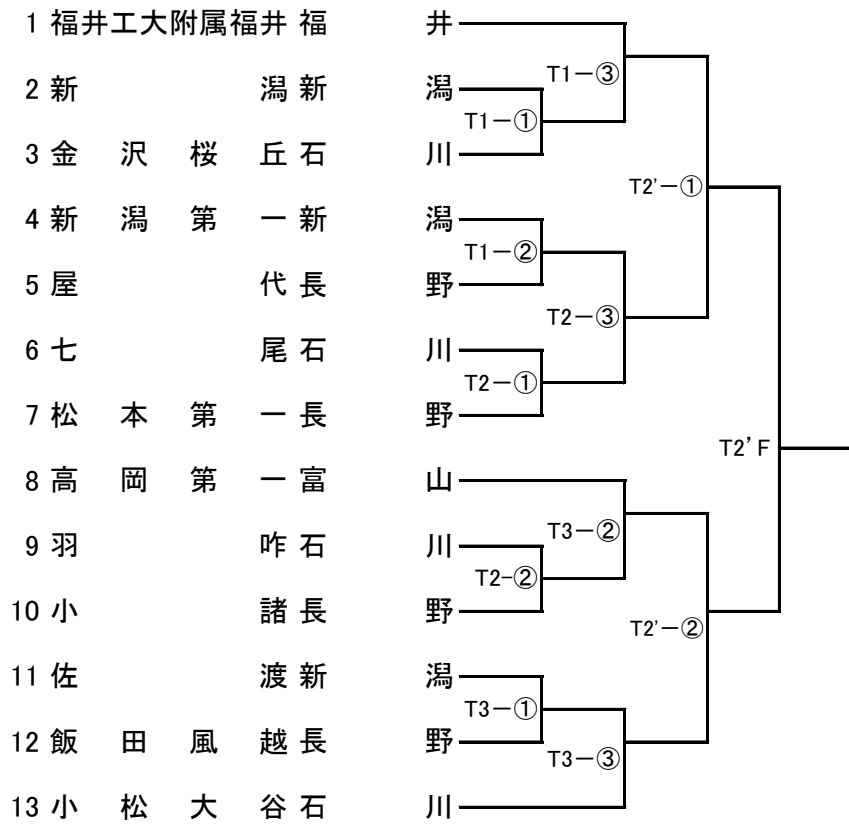 1 福井工大附属福井 福井
T1－③
2 新潟 新潟
T1－①
3 金沢桜丘 石川
T2'－①
4 新潟第一 新潟
T1－②
5 屋代 長野
T2－③
6 七尾 石川
T2－①
7 松本第一 長野
T2’F
8 高岡第一 富山
T3－②
9 羽咋 石川
T2-②
10 小諸 長野
T2'－②
11 佐渡 新潟
T3－①
12 飯田風越 長野
T3－③
13 小松大谷 石川